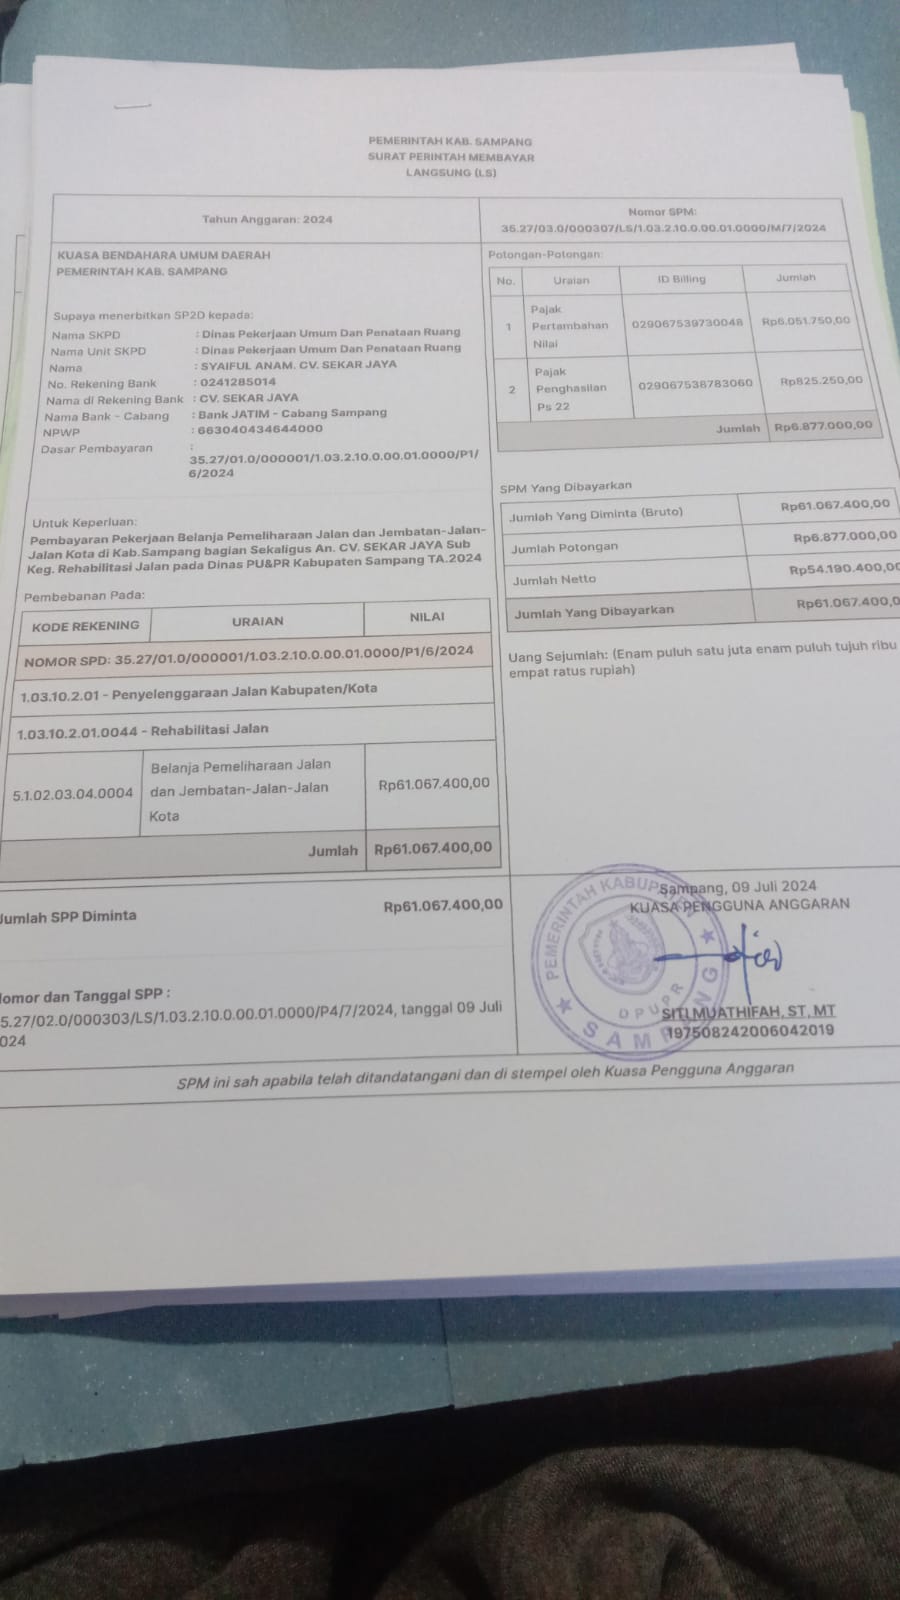 PEMERINTAH KAB. SAMPANG
SURAT PERINTAH MEMBAYAR
LANGSUNG (LS)
Tahun Anggaran: 2024
Nomor SPM:
35.27/03.0/000307/LS/1.03.2.10.0.00.01.0000/M/7/2024
KUASA BENDAHARA UMUM DAERAH
PEMERINTAH KAB. SAMPANG
Supaya menerbitkan SP2D kepada:
Nama SKPD : Dinas Pekerjaan Umum Dan Penataan Ruang
Nama Unit SKPD : Dinas Pekerjaan Umum Dan Penataan Ruang
Nama : SYAIFUL ANAM. CV. SEKAR JAYA
No. Rekening Bank : 0241285014
Nama di Rekening Bank : CV. SEKAR JAYA
Nama Bank - Cabang : Bank JATIM - Cabang Sampang
NPWP : 663040434644000
Dasar Pembayaran :
35.27/01.0/000001/1.03.2.10.0.00.01.0000/P1/
6/2024
Untuk Keperluan:
Pembayaran Pekerjaan Belanja Pemeliharaan Jalan dan Jembatan-Jalan-
Jalan Kota di Kab.Sampang bagian Sekaligus An. CV. SEKAR JAYA Sub
Keg. Rehabilitasi Jalan pada Dinas PU&PR Kabupaten Sampang TA.2024
Pembebanan Pada:
KODE REKENING URAIAN NILAI
NOMOR SPD: 35.27/01.0/000001/1.03.2.10.0.00.01.0000/P1/6/2024
1.03.10.2.01 - Penyelenggaraan Jalan Kabupaten/Kota
1.03.10.2.01.0044 - Rehabilitasi Jalan
5.1.02.03.04.0004 Belanja Pemeliharaan Jalan
dan Jembatan-Jalan-Jalan
Kota
Rp61.067.400,00
Jumlah Rp61.067.400,00
Potongan-Potongan:
No. Uraian ID Billing Jumlah
1 Pajak
Pertambahan
Nilai
029067539730048 Rp6.051.750,00
2 Pajak
Penghasilan
Ps 22
029067538783060 Rp825.250,00
Jumlah Rp6.877.000,00
SPM Yang Dibayarkan
Jumlah Yang Diminta (Bruto) Rp61.067.400,00
Jumlah Potongan Rp6.877.000,00
Jumlah Netto Rp54.190.400,00
Jumlah Yang Dibayarkan Rp61.067.400,0
Uang Sejumlah: (Enam puluh satu juta enam puluh tujuh ribu
empat ratus rupiah)
Jumlah SPP Diminta Rp61.067.400,00
omor dan Tanggal SPP :
5.27/02.0/000303/LS/1.03.2.10.0.00.01.0000/P4/7/2024, tanggal 09 Juli
024
Sampang, 09 Juli 2024
KUASA PENGGUNA ANGGARAN
PEMERINTAH KABUPATEN
DPUPR
SAMPANG
SITI MUATHIFAH, ST, MT
197508242006042019
SPM ini sah apabila telah ditandatangani dan di stempel oleh Kuasa Pengguna Anggaran